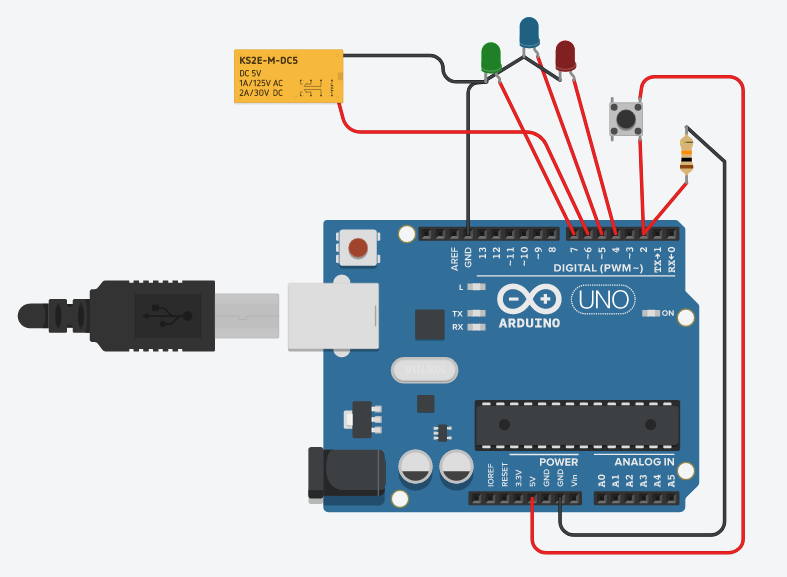 KS2E-M-DC5
DC 5V
1A/125V AC
2A/30V DC
AREF
GND
13
12
~11
~10
~9
8
7
~6
~5
4
~3
2
TX→1
RX←0
DIGITAL (PWM~)
L
TX
RX
ARDUINO
UNO
ON
POWER
ANALOG IN
IOREF
RESET
3.3V
5V
GND
GND
Vin
A0
A1
A2
A3
A4
A5